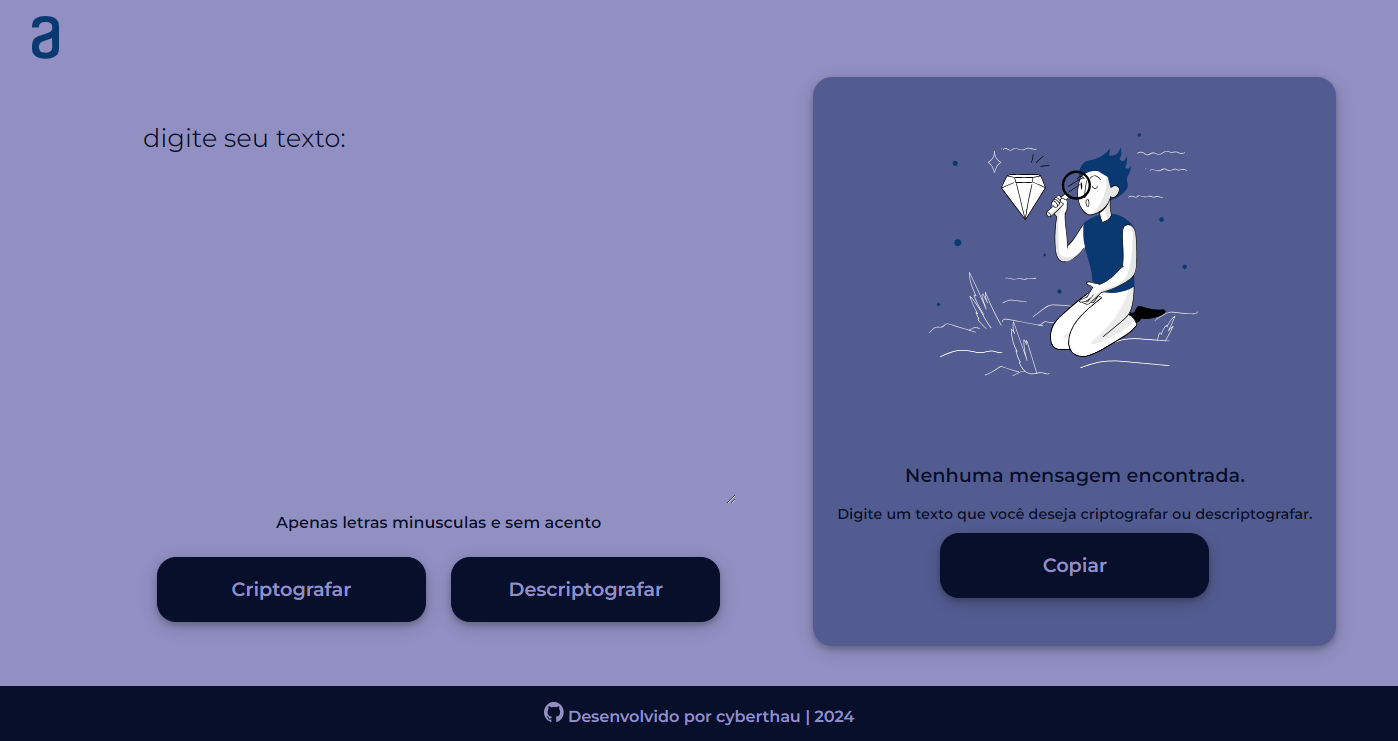 a
digite seu texto:
Apenas letras minusculas e sem acento
Criptografar
Descriptografar
Nenhuma mensagem encontrada.
Digite um texto que você deseja criptografar ou descriptografar.
Copiar
Desenvolvido por cyberthau | 2024